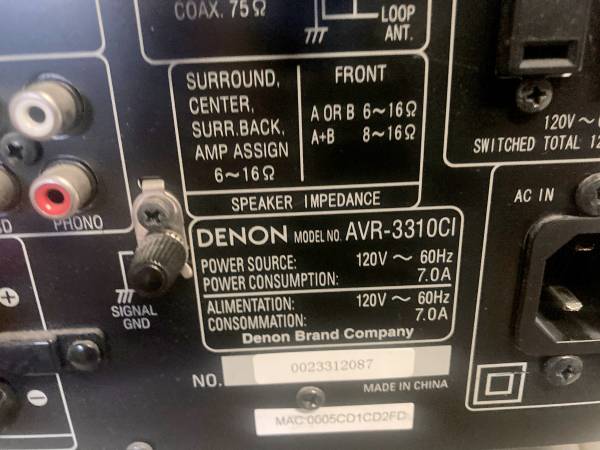 COAX. 75Ω
LOOP
ANT.
SURROUND,
CENTER,
SURR.BACK,
AMP ASSIGN
6～16Ω
FRONT
A OR B 6～16Ω
A+B 8～16Ω
SPEAKER IMPEDANCE
120V～
SWITCHED TOTAL
AC IN
PHONO
SIGNAL
GND
DENON MODEL NO. AVR-3310CI
POWER SOURCE: 120V ～ 60Hz
POWER CONSUMPTION: 7.0A
ALIMENTATION: 120V ～ 60Hz
CONSOMMATION: 7.0A
Denon Brand Company
NO. 0023312087
MADE IN CHINA
MAC:0005CD1CD2FD